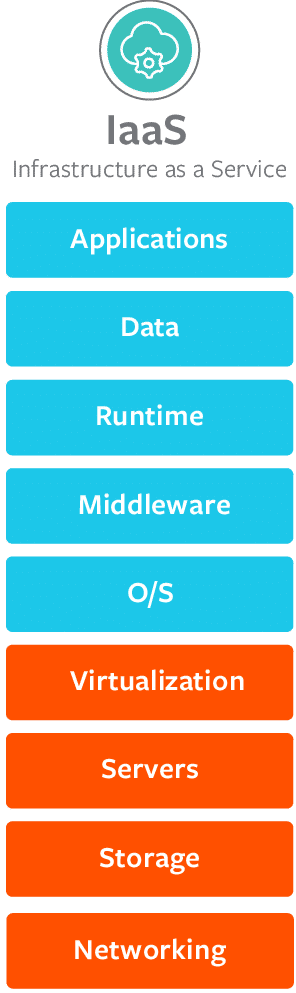 IaaS
Infrastructure as a Service
Applications
Data
Runtime
Middleware
O/S
Virtualization
Servers
Storage
Networking